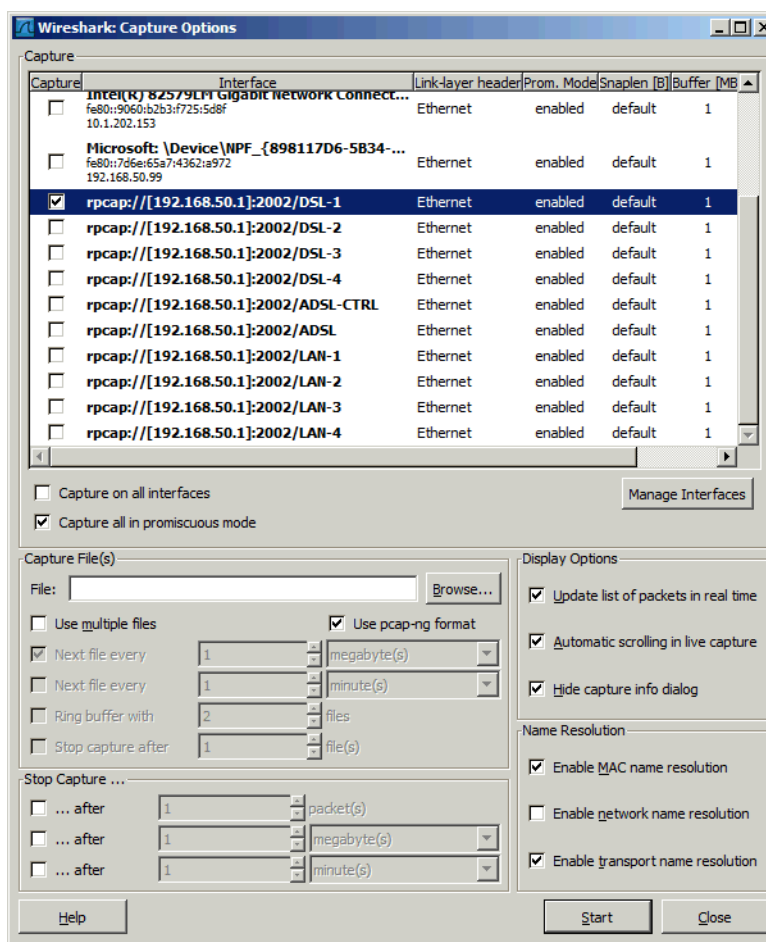 Wireshark: Capture Options
Capture
Capture Interface Link-layer header Prom. Mode Snaplen [B] Buffer [MB
Intel(R) 82579LM Gigabit Network Connect...
fe80::9060:b2b3:f725:5d8f Ethernet enabled default 1
10.1.202.153
Microsoft: \Device\NPF_{898117D6-5B34-...
fe80::7d6e:65a7:4362:a972 Ethernet enabled default 1
192.168.50.99
rpcap://[192.168.50.1]:2002/DSL-1 Ethernet enabled default 1
rpcap://[192.168.50.1]:2002/DSL-2 Ethernet enabled default 1
rpcap://[192.168.50.1]:2002/DSL-3 Ethernet enabled default 1
rpcap://[192.168.50.1]:2002/DSL-4 Ethernet enabled default 1
rpcap://[192.168.50.1]:2002/ADSL-CTRL Ethernet enabled default 1
rpcap://[192.168.50.1]:2002/ADSL Ethernet enabled default 1
rpcap://[192.168.50.1]:2002/LAN-1 Ethernet enabled default 1
rpcap://[192.168.50.1]:2002/LAN-2 Ethernet enabled default 1
rpcap://[192.168.50.1]:2002/LAN-3 Ethernet enabled default 1
rpcap://[192.168.50.1]:2002/LAN-4 Ethernet enabled default 1
Capture on all interfaces
Manage Interfaces
Capture all in promiscuous mode
Capture File(s)
File: Browse...
Use multiple files Use pcap-ng format
Next file every 1 megabyte(s)
Next file every 1 minute(s)
Ring buffer with 2 files
Stop capture after 1 file(s)
Stop Capture ...
... after 1 packet(s)
... after 1 megabyte(s)
... after 1 minute(s)
Display Options
Update list of packets in real time
Automatic scrolling in live capture
Hide capture info dialog
Name Resolution
Enable MAC name resolution
Enable network name resolution
Enable transport name resolution
Help Start Close